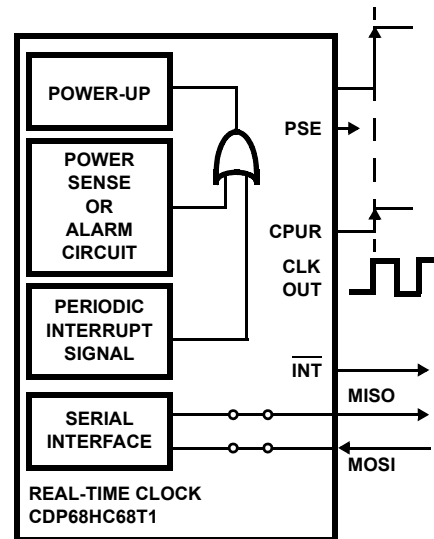 POWER-UP
POWER
SENSE
OR
ALARM
CIRCUIT
PERIODIC
INTERRUPT
SIGNAL
SERIAL
INTERFACE
REAL-TIME CLOCK
CDP68HC68T1
PSE
CPUR
CLK
OUT
INT
MISO
MOSI